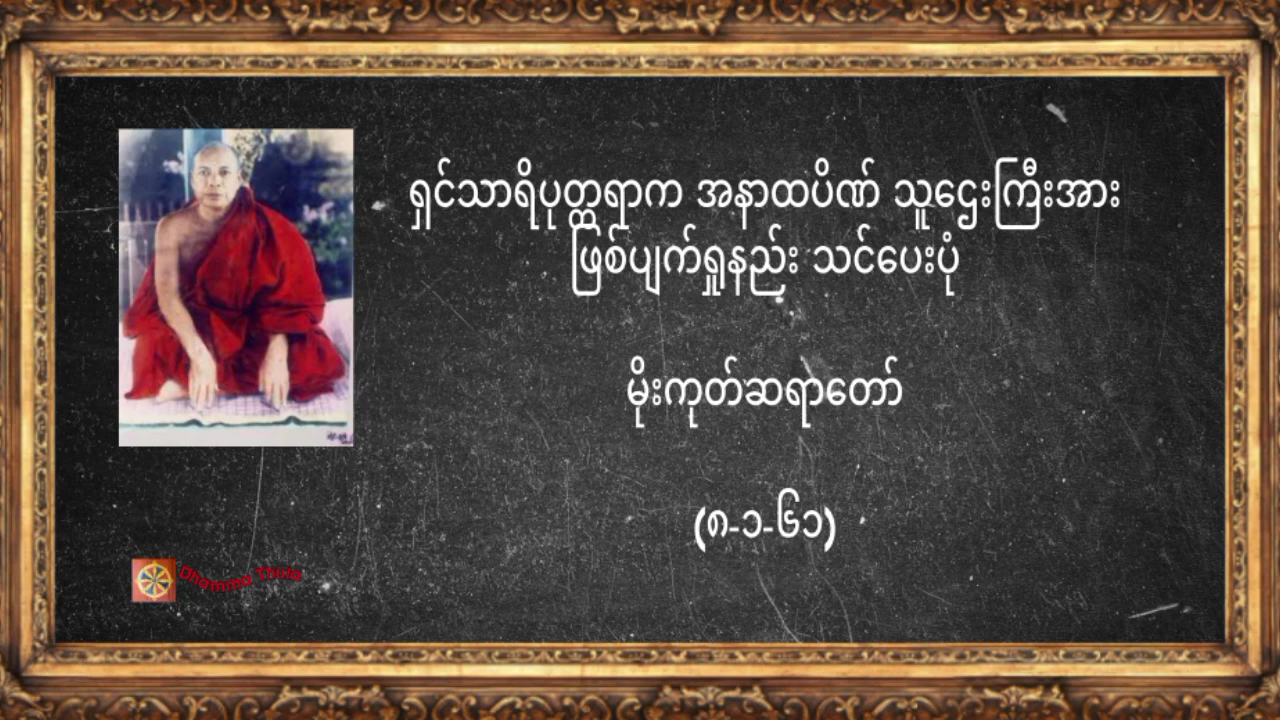 ရှင်သာရိပုတ္တရာက အနာထပိဏ် သူဌေးကြီးအား
ဖြစ်ပျက်ရှုနည်း သင်ပေးပုံ
မိုးကုတ်ဆရာတော်
(၈-၁-၆၁)
Dhamma Thula